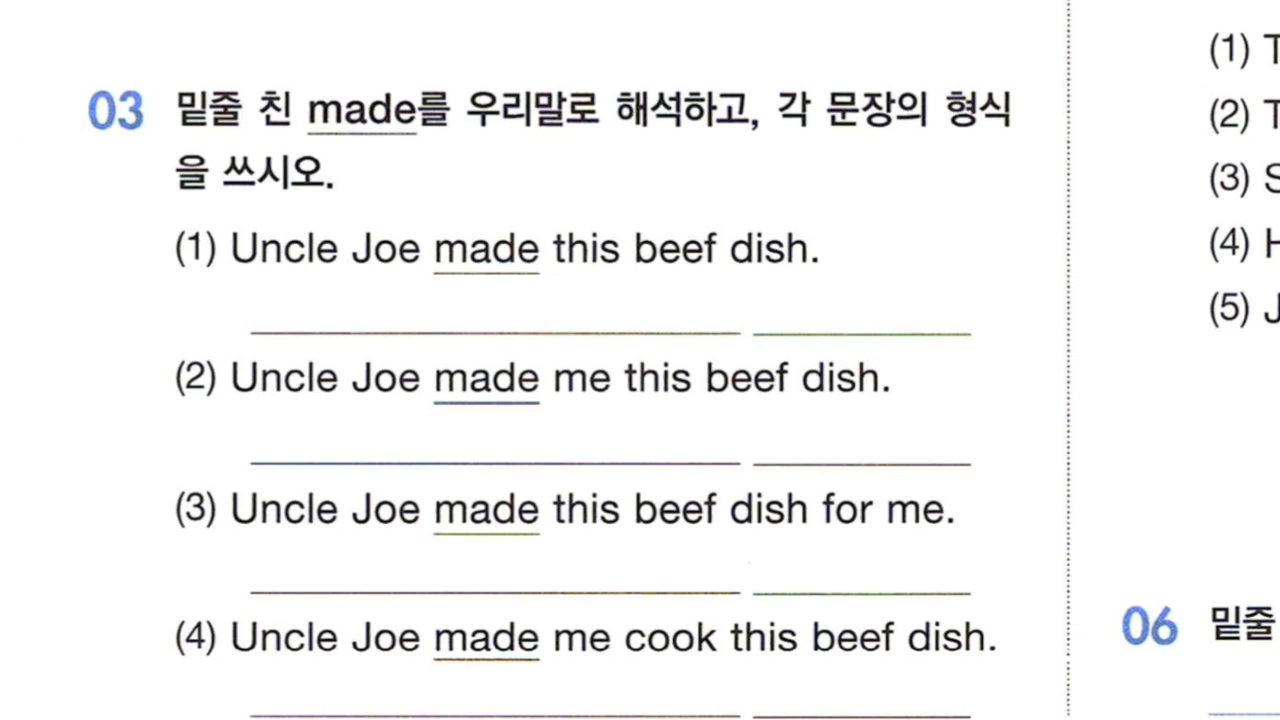 03 밑줄 친 made를 우리말로 해석하고, 각 문장의 형식
을 쓰시오.
(1) Uncle Joe made this beef dish.
(2) Uncle Joe made me this beef dish.
(3) Uncle Joe made this beef dish for me.
(4) Uncle Joe made me cook this beef dish.
(1)
(2)
(3)
(4)
(5)
06 밑줄